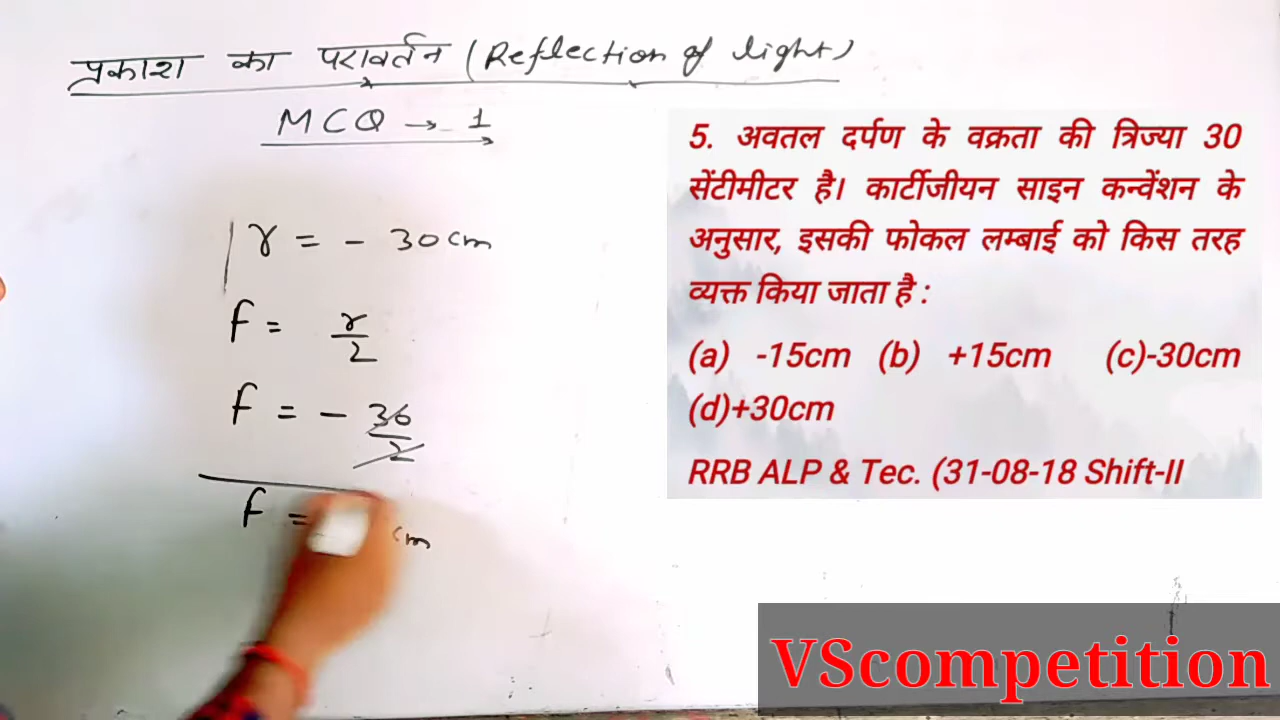 प्रकाश का परावर्तन (Reflection of light)
MCQ → 1
r = - 30cm
f = r/2
f = - 30/2
f = cm
5. अवतल दर्पण के वक्रता की त्रिज्या 30
सेंटीमीटर है। कार्टीजीयन साइन कन्वेंशन के
अनुसार, इसकी फोकल लम्बाई को किस तरह
व्यक्त किया जाता है :
(a) -15cm (b) +15cm (c)-30cm
(d)+30cm
RRB ALP & Tec. (31-08-18 Shift-II
VScompetition